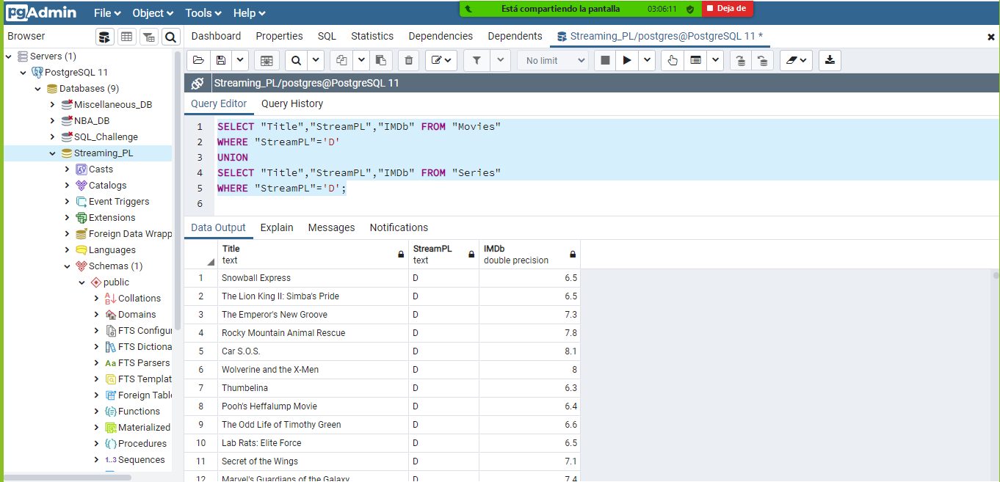 pgAdmin File Object Tools Help
Está compartiendo la pantalla 03:06:11 Deja de
Browser
Dashboard Properties SQL Statistics Dependencies Dependents Streaming_PL/postgres@PostgreSQL 11 *
No limit
Servers (1)
PostgreSQL 11
Databases (9)
Miscellaneous_DB
NBA_DB
SQL_Challenge
Streaming_PL
Casts
Catalogs
Event Triggers
Extensions
Foreign Data Wrapp
Languages
Schemas (1)
public
Collations
Domains
FTS Configur
FTS Dictiona
Aa FTS Parsers
FTS Templat
Foreign Table
Functions
Materialized
Procedures
1..3 Sequences
Streaming_PL/postgres@PostgreSQL 11
Query Editor Query History
1 SELECT "Title","StreamPL","IMDb" FROM "Movies"
2 WHERE "StreamPL"='D'
3 UNION
4 SELECT "Title","StreamPL","IMDb" FROM "Series"
5 WHERE "StreamPL"='D';
6
Data Output Explain Messages Notifications
Title StreamPL IMDb
text text double precision
1 Snowball Express D 6.5
2 The Lion King II: Simba's Pride D 6.5
3 The Emperor's New Groove D 7.3
4 Rocky Mountain Animal Rescue D 7.8
5 Car S.O.S. D 8.1
6 Wolverine and the X-Men D 8
7 Thumbelina D 6.3
8 Pooh's Heffalump Movie D 6.4
9 The Odd Life of Timothy Green D 6.6
10 Lab Rats: Elite Force D 6.5
11 Secret of the Wings D 7.1
12 Marvel's Guardians of the Galaxy D 7.4